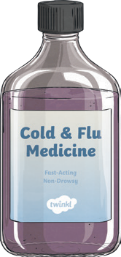 Cold & Flu
Medicine
Fast-Acting
Non-Drowsy
twinkl